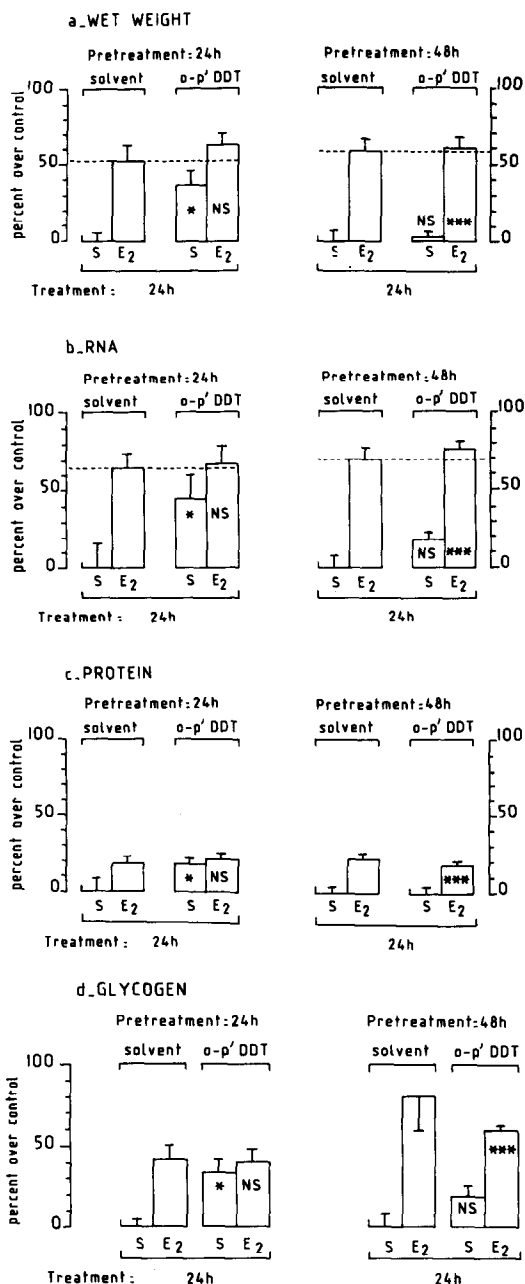 a_WET WEIGHT
Pretreatment:24h
Pretreatment:48h
solvent o-p' DDT
solvent o-p' DDT
percent over control
100
50
0
* NS
NS ***
100
50
0
S E2 S E2
S E2 S E2
Treatment: 24h
24h
b_RNA
Pretreatment:24h
Pretreatment:48h
solvent o-p' DDT
solvent o-p' DDT
percent over control
100
50
0
* NS
NS ***
100
50
0
S E2 S E2
S E2 S E2
Treatment: 24h
24h
c_PROTEIN
Pretreatment:24h
Pretreatment:48h
solvent o-p' DDT
solvent o-p' DDT
percent over control
100
50
0
* NS
***
100
50
0
S E2 S E2
S E2 S E2
Treatment: 24h
24h
d_GLYCOGEN
Pretreatment:24h
Pretreatment:48h
solvent o-p' DDT
solvent o-p' DDT
percent over control
100
50
0
* NS
NS ***
S E2 S E2
S E2 S E2
Treatment: 24h
24h